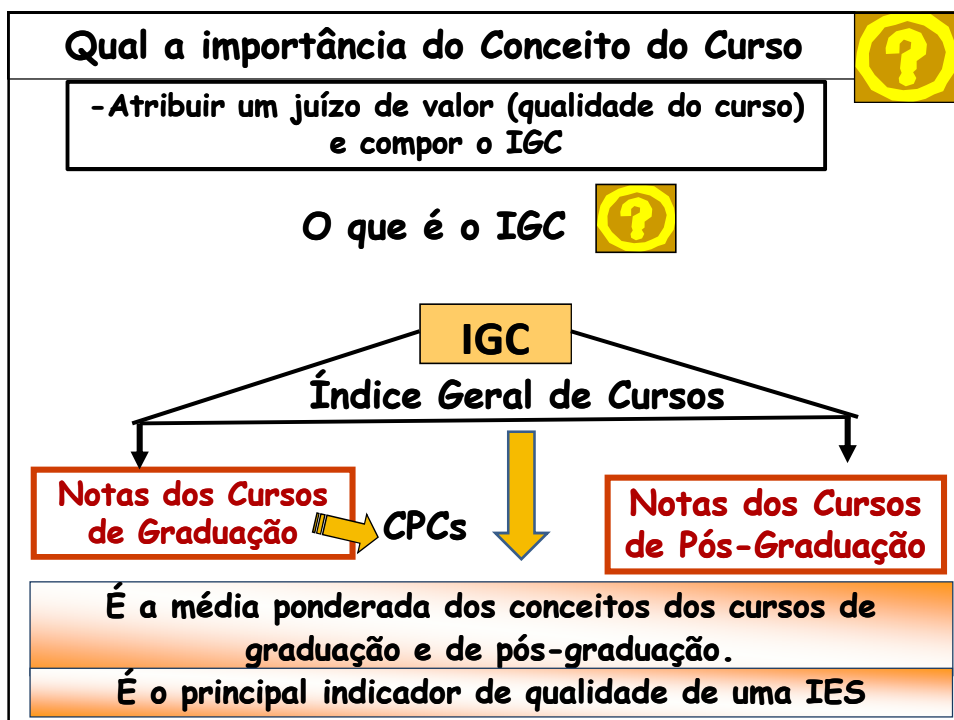 Qual a importância do Conceito do Curso
?
-Atribuir um juízo de valor (qualidade do curso)
e compor o IGC
O que é o IGC
?
IGC
Índice Geral de Cursos
Notas dos Cursos
de Graduação
CPCs
Notas dos Cursos
de Pós-Graduação
É a média ponderada dos conceitos dos cursos de
graduação e de pós-graduação.
É o principal indicador de qualidade de uma IES